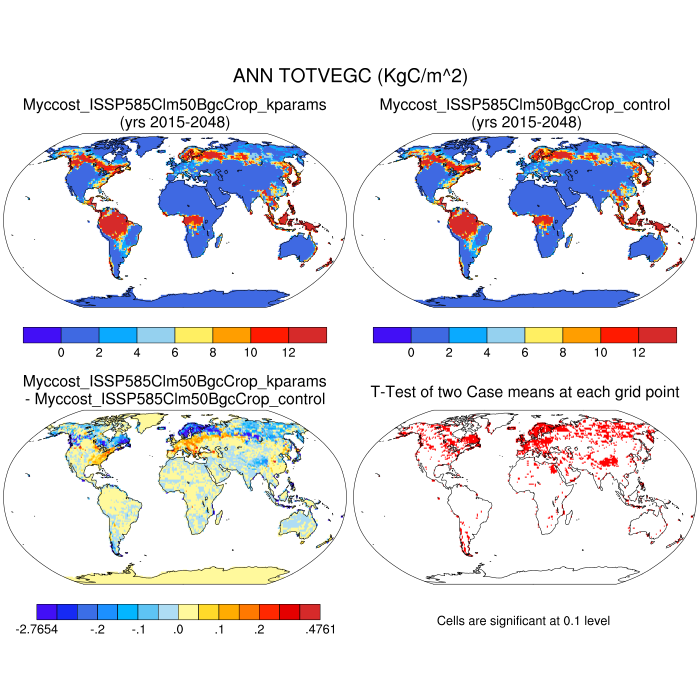 ANN TOTVEGC (KgC/m^2)
Myccost_ISSP585Clm50BgcCrop_kparams
(yrs 2015-2048)
Myccost_ISSP585Clm50BgcCrop_control
(yrs 2015-2048)
0 2 4 6 8 10 12
0 2 4 6 8 10 12
Myccost_ISSP585Clm50BgcCrop_kparams
- Myccost_ISSP585Clm50BgcCrop_control
T-Test of two Case means at each grid point
-2.7654 -.2 -.1 .0 .1 .2 .4761
Cells are significant at 0.1 level